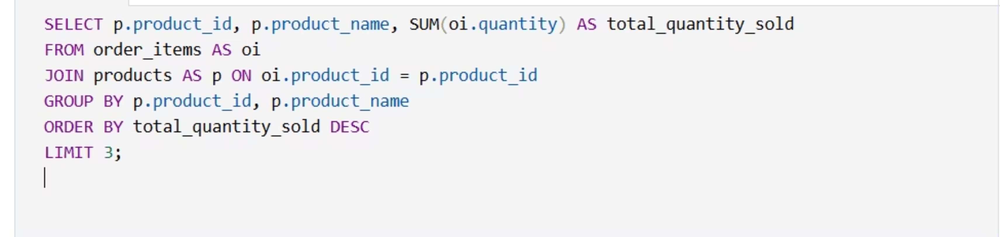 SELECT p.product_id, p.product_name, SUM(oi.quantity) AS total_quantity_sold
FROM order_items AS oi
JOIN products AS p ON oi.product_id = p.product_id
GROUP BY p.product_id, p.product_name
ORDER BY total_quantity_sold DESC
LIMIT 3;